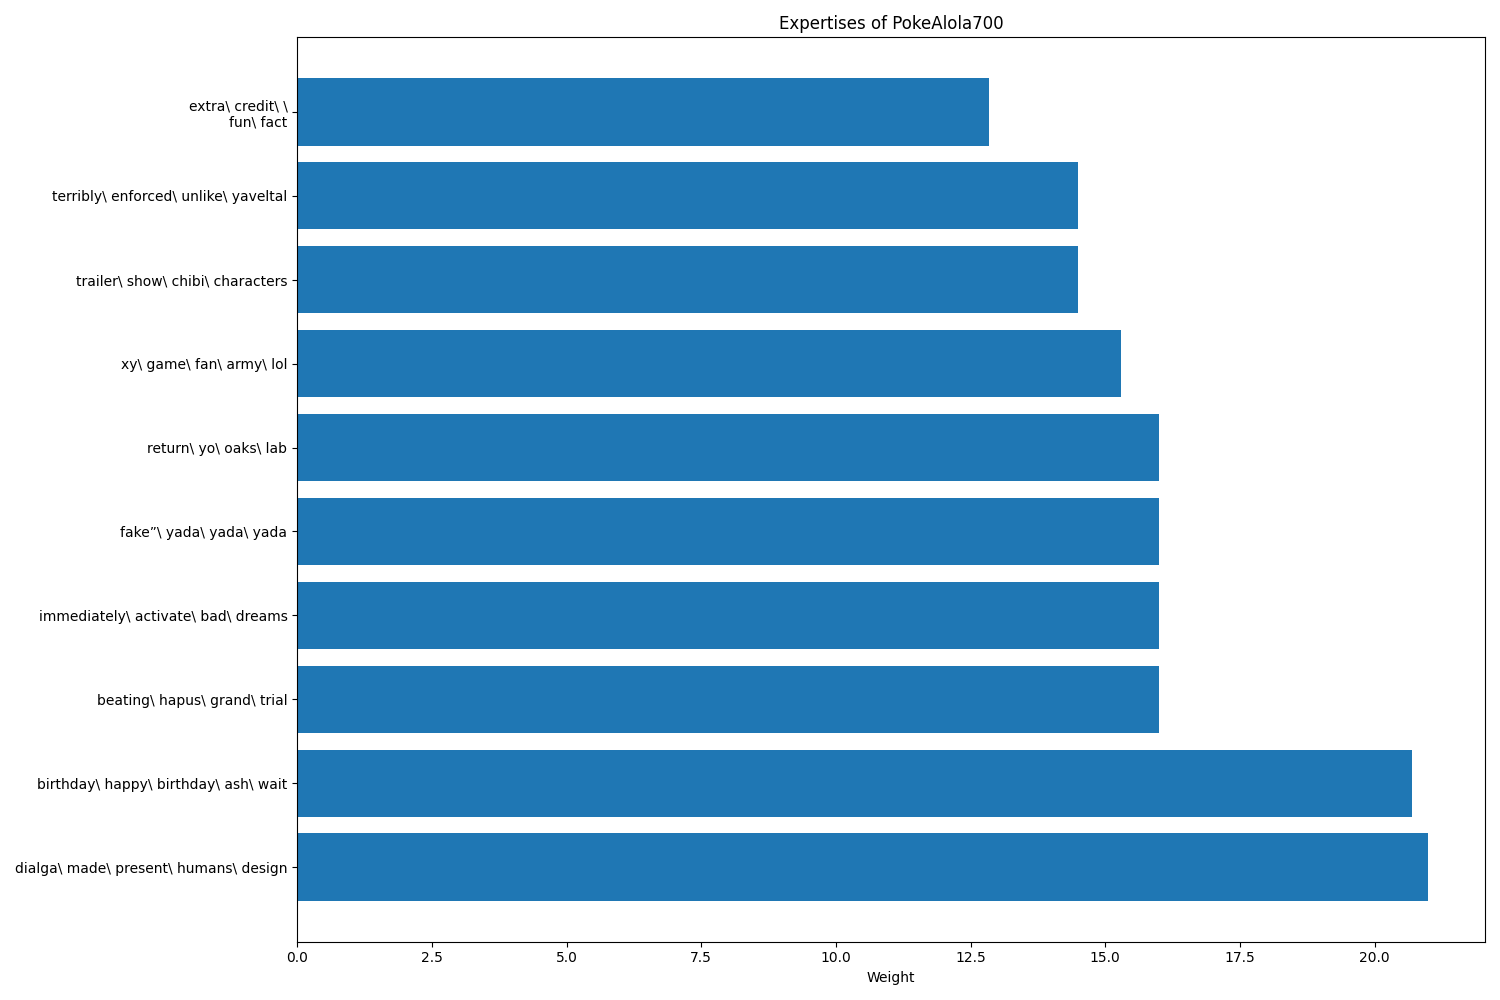 Expertises of PokeAlola700
extra\ credit\ \
fun\ fact
terribly\ enforced\ unlike\ yaveltal
trailer\ show\ chibi\ characters
xy\ game\ fan\ army\ lol
return\ yo\ oaks\ lab
fake”\ yada\ yada\ yada
immediately\ activate\ bad\ dreams
beating\ hapus\ grand\ trial
birthday\ happy\ birthday\ ash\ wait
dialga\ made\ present\ humans\ design
0.0 2.5 5.0 7.5 10.0 12.5 15.0 17.5 20.0
Weight